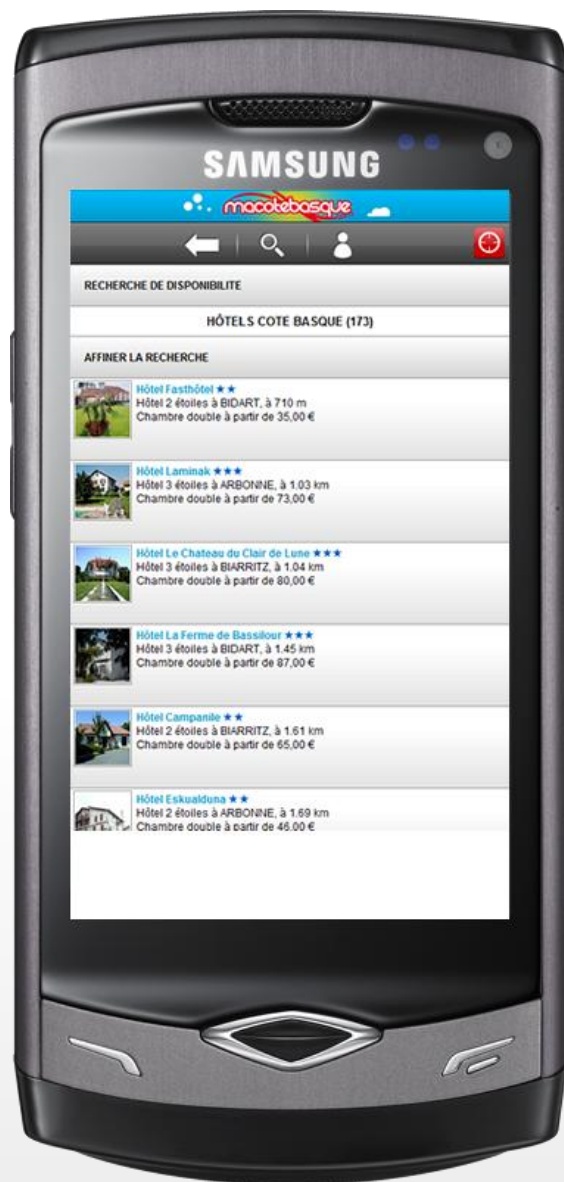 SAMSUNG
macotebasque
RECHERCHE DE DISPONIBILITE
HÔTELS COTE BASQUE (173)
AFFINER LA RECHERCHE
Hôtel Fasthôtel ★★
Hôtel 2 étoiles à BIDART, à 710 m
Chambre double à partir de 35,00 €
Hôtel Laminak ★★★
Hôtel 3 étoiles à ARBONNE, à 1.03 km
Chambre double à partir de 73,00 €
Hôtel Le Chateau du Clair de Lune ★★★
Hôtel 3 étoiles à BIARRITZ, à 1.04 km
Chambre double à partir de 80,00 €
Hôtel La Ferme de Bassilour ★★★
Hôtel 3 étoiles à BIDART, à 1.45 km
Chambre double à partir de 87,00 €
Hôtel Campanile ★★
Hôtel 2 étoiles à BIARRITZ, à 1.61 km
Chambre double à partir de 65,00 €
Hôtel Eskualduna ★★
Hôtel 2 étoiles à ARBONNE, à 1.69 km
Chambre double à partir de 46,00 €